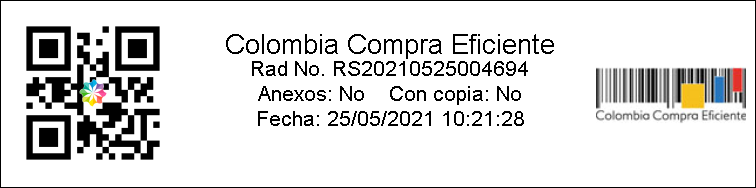 Colombia Compra Eficiente
Rad No. RS20210525004694
Anexos: No    Con copia: No
Fecha: 25/05/2021 10:21:28
Colombia Compra Eficiente